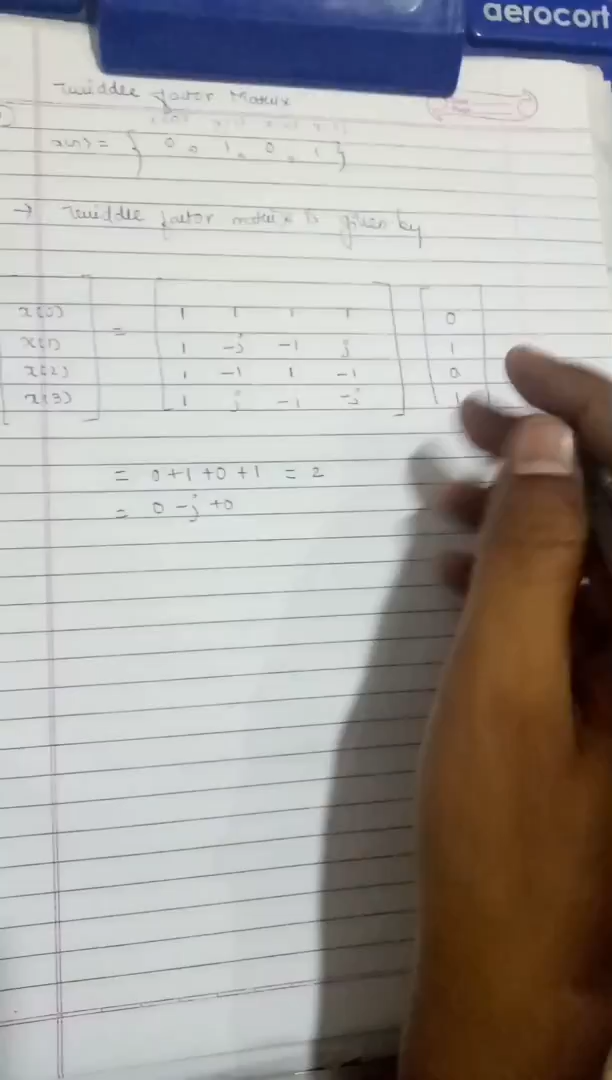 aerocort
Twiddle factor Matrix
x(n) = { 0, 0, 1, 0, 1 }
→ Twiddle factor matrix is given by
x(0) 1 1 1 1 0
x(1) = 1 -j -1 j 1
x(2) 1 -1 1 -1 0
x(3) 1 j -1 -j 1
= 0+1+0+1 = 2
= 0 -j +0